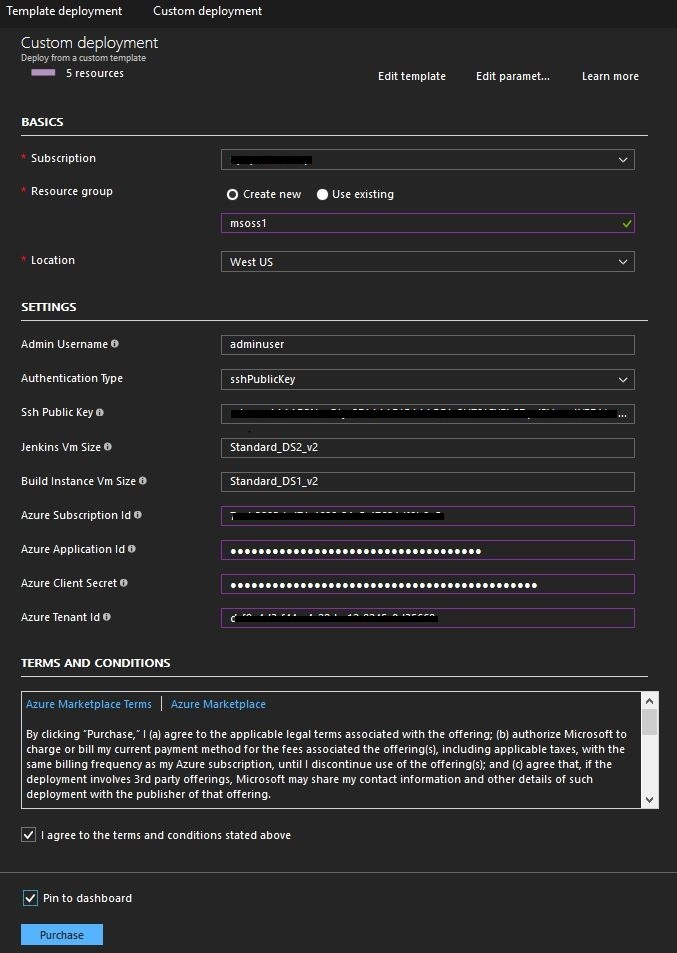 Template deployment Custom deployment
Custom deployment
Deploy from a custom template
5 resources
Edit template Edit paramet... Learn more
BASICS
* Subscription
* Resource group Create new Use existing
msoss1
* Location West US
SETTINGS
Admin Username adminuser
Authentication Type sshPublicKey
Ssh Public Key ...
Jenkins Vm Size Standard_DS2_v2
Build Instance Vm Size Standard_DS1_v2
Azure Subscription Id
Azure Application Id
Azure Client Secret
Azure Tenant Id
TERMS AND CONDITIONS
Azure Marketplace Terms | Azure Marketplace
By clicking "Purchase," I (a) agree to the applicable legal terms associated with the offering; (b) authorize Microsoft to
charge or bill my current payment method for the fees associated the offering(s), including applicable taxes, with the
same billing frequency as my Azure subscription, until I discontinue use of the offering(s); and (c) agree that, if the
deployment involves 3rd party offerings, Microsoft may share my contact information and other details of such
deployment with the publisher of that offering.
I agree to the terms and conditions stated above
Pin to dashboard
Purchase